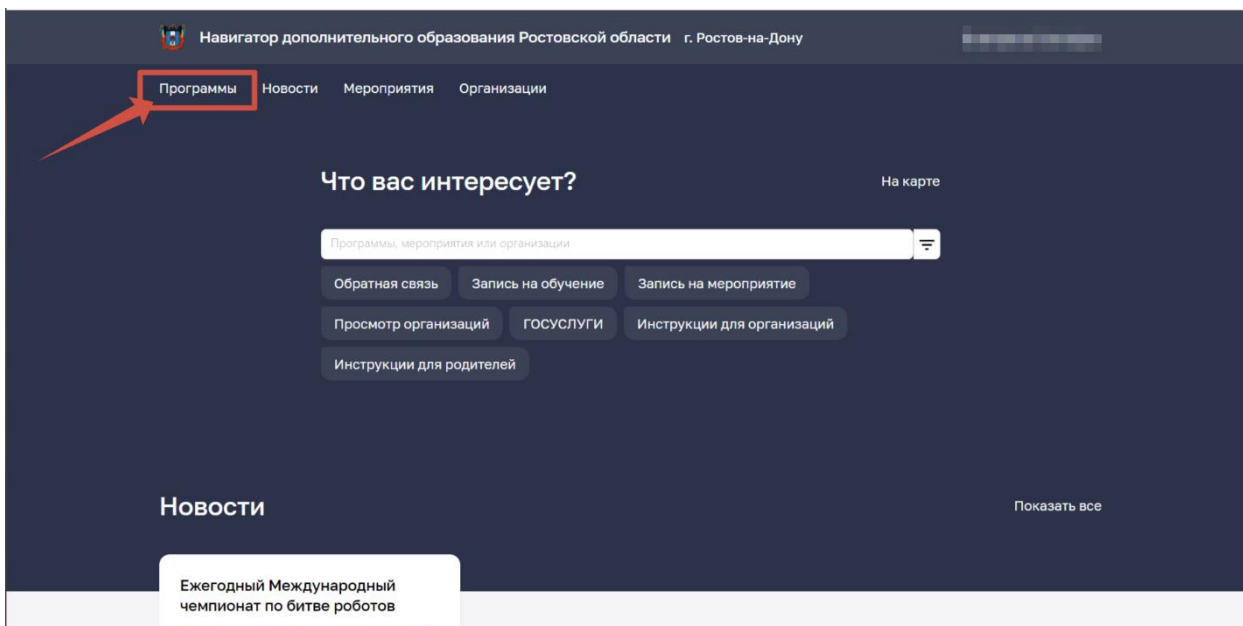 Навигатор дополнительного образования Ростовской области г. Ростов-на-Дону
Программы Новости Мероприятия Организации
Что вас интересует? На карте
Программы, мероприятия или организации
Обратная связь Запись на обучение Запись на мероприятие
Просмотр организаций ГОСУСЛУГИ Инструкции для организаций
Инструкции для родителей
Новости Показать все
Ежегодный Международный
чемпионат по битве роботов